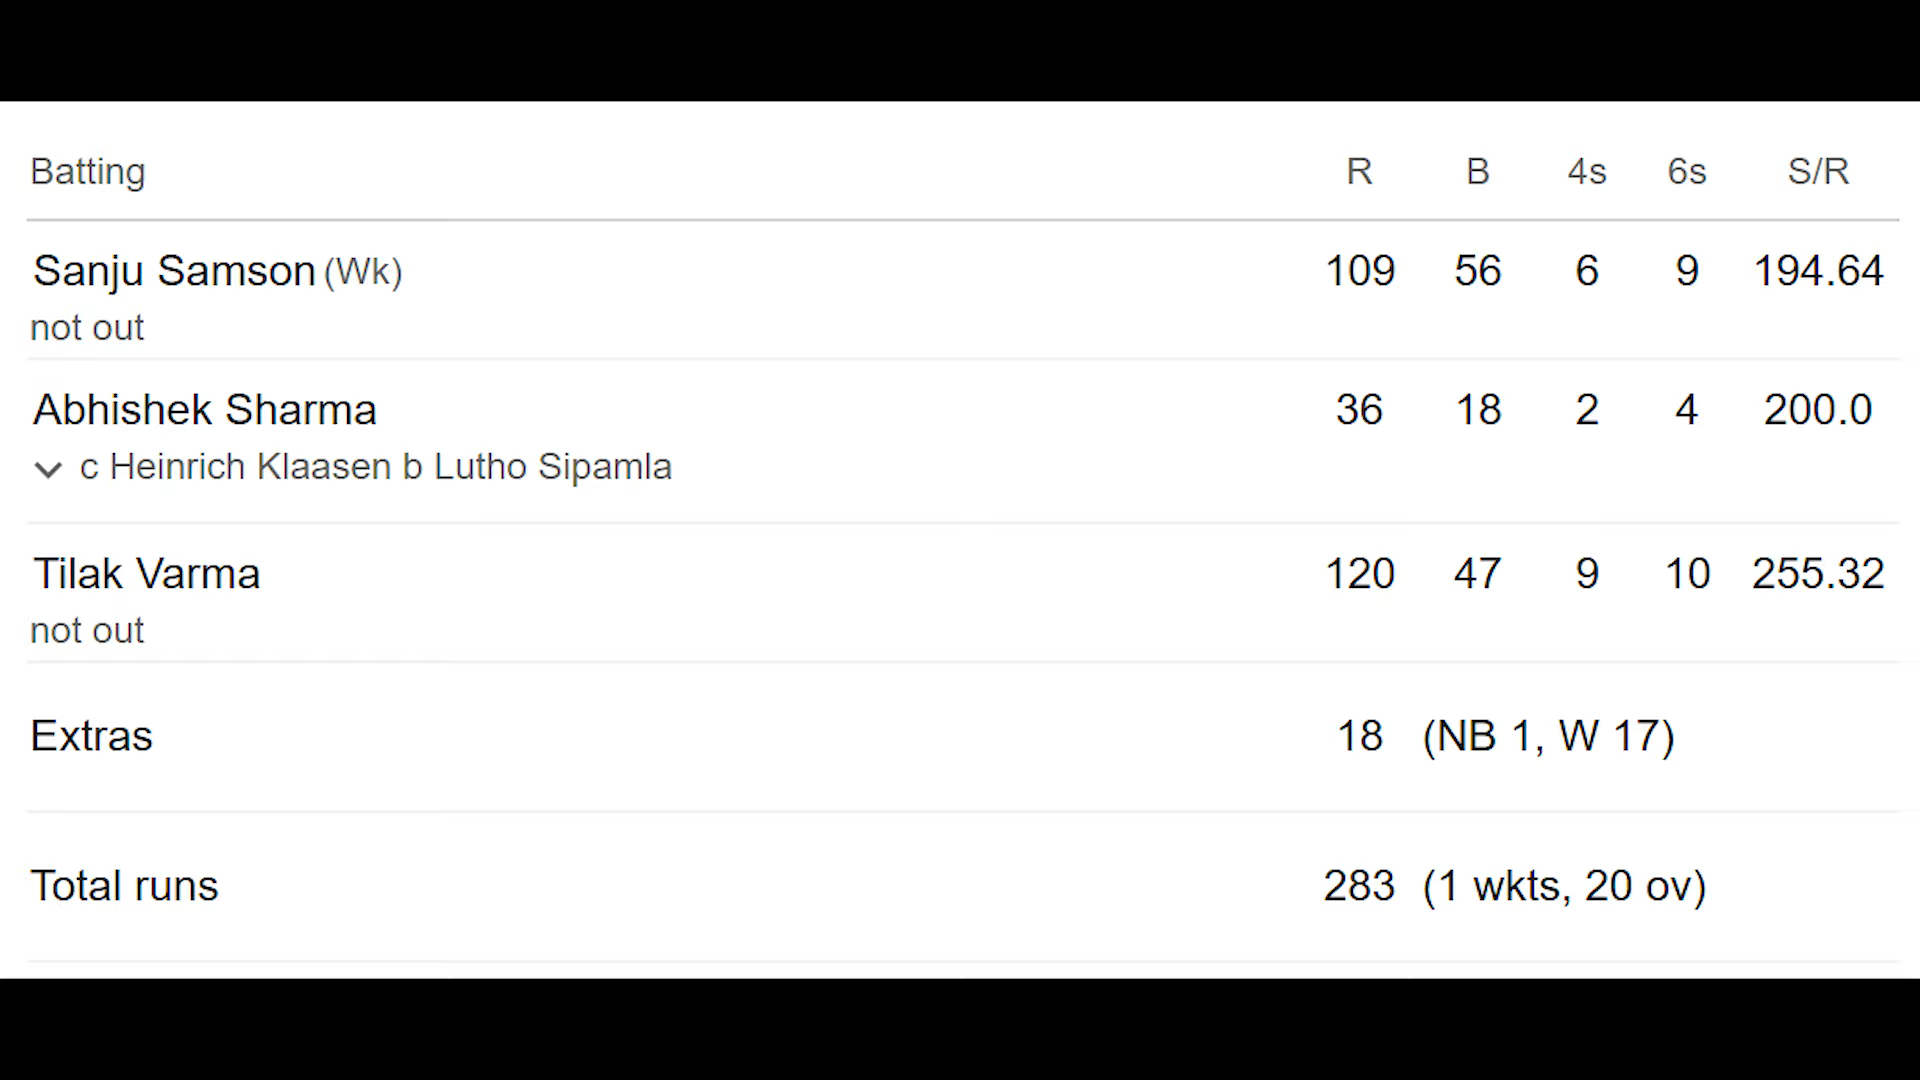 Batting R B 4s 6s S/R
Sanju Samson (Wk) 109 56 6 9 194.64
not out
Abhishek Sharma 36 18 2 4 200.0
c Heinrich Klaasen b Lutho Sipamla
Tilak Varma 120 47 9 10 255.32
not out
Extras 18 (NB 1, W 17)
Total runs 283 (1 wkts, 20 ov)